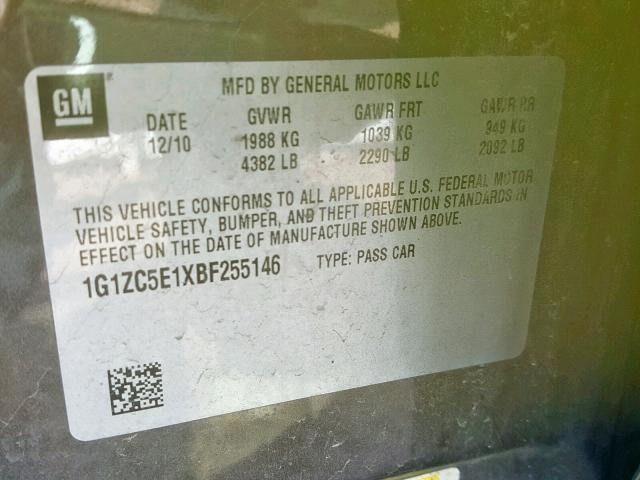 GM
MFD BY GENERAL MOTORS LLC
DATE GVWR GAWR FRT GAWR RR
12/10 1988 KG 1039 KG 949 KG
4382 LB 2290 LB 2092 LB
THIS VEHICLE CONFORMS TO ALL APPLICABLE U.S. FEDERAL MOTOR
VEHICLE SAFETY, BUMPER, AND THEFT PREVENTION STANDARDS IN
EFFECT ON THE DATE OF MANUFACTURE SHOWN ABOVE.
1G1ZC5E1XBF255146 TYPE: PASS CAR